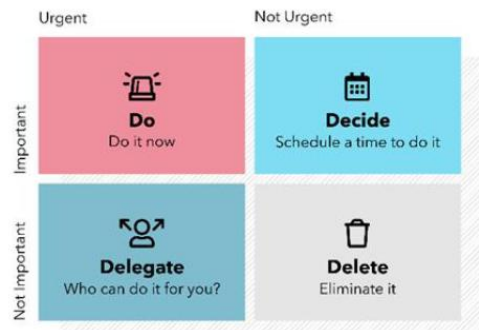 Urgent
Not Urgent
Important
Do
Do it now
Decide
Schedule a time to do it
Not Important
Delegate
Who can do it for you?
Delete
Eliminate it